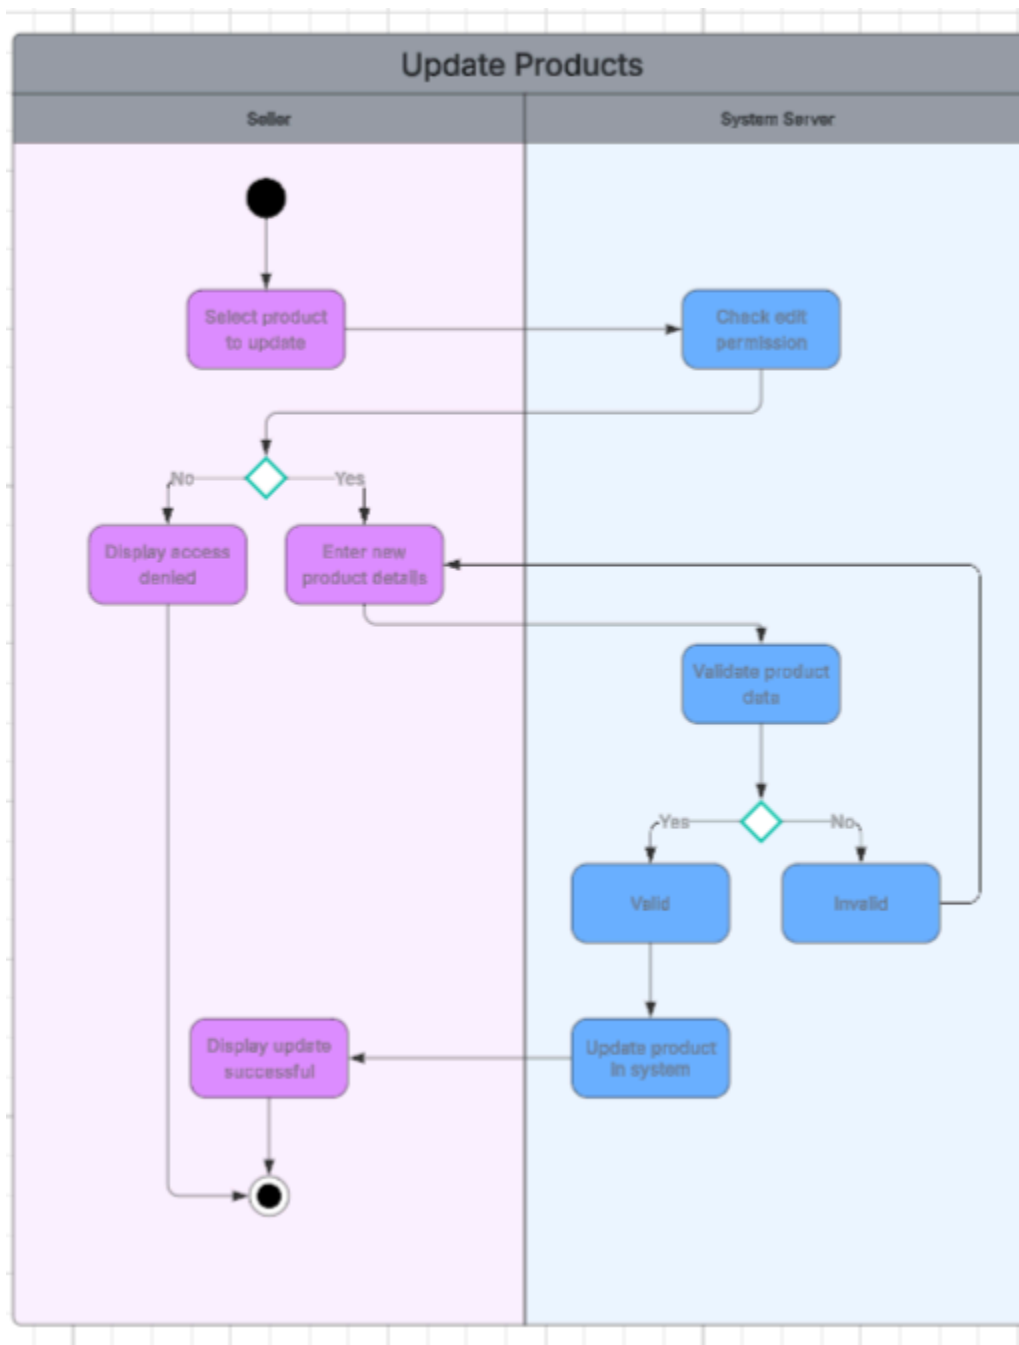 Update Products
Seller
System Server
Select product
to update
Check edit
permission
No
Yes
Display access
denied
Enter new
product details
Validate product
data
Yes
No
Valid
Invalid
Display update
successful
Update product
in system